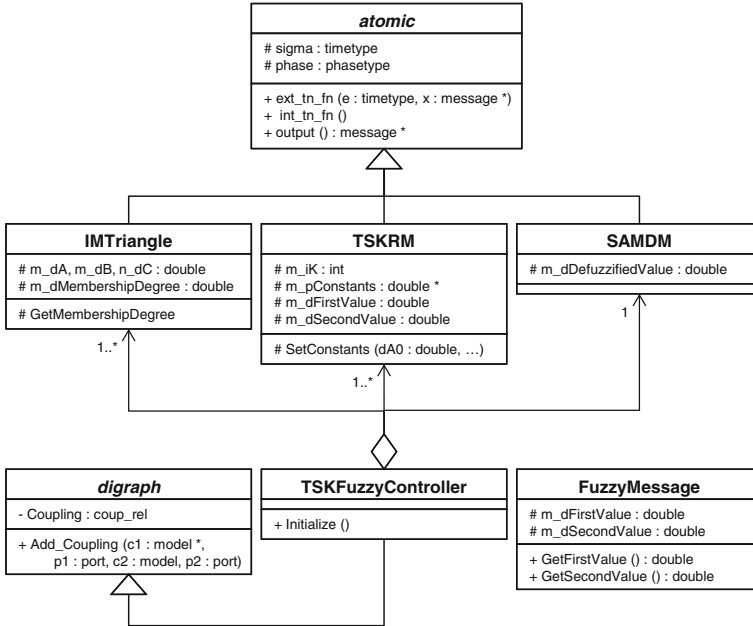 atomic
# sigma : timetype
# phase : phasetype
+ ext_tn_fn (e : timetype, x : message *)
+ int_tn_fn ()
+ output () : message *
IMTriangle
# m_dA, m_dB, n_dC : double
# m_dMembershipDegree : double
# GetMembershipDegree
TSKRM
# m_iK : int
# m_pConstants : double *
# m_dFirstValue : double
# m_dSecondValue : double
# SetConstants (dA0 : double, …)
SAMDM
# m_dDefuzzifiedValue : double
1..*
1..*
1
digraph
- Coupling : coup_rel
+ Add_Coupling (c1 : model *,
p1 : port, c2 : model, p2 : port)
TSKFuzzyController
+ Initialize ()
FuzzyMessage
# m_dFirstValue : double
# m_dSecondValue : double
+ GetFirstValue () : double
+ GetSecondValue () : double